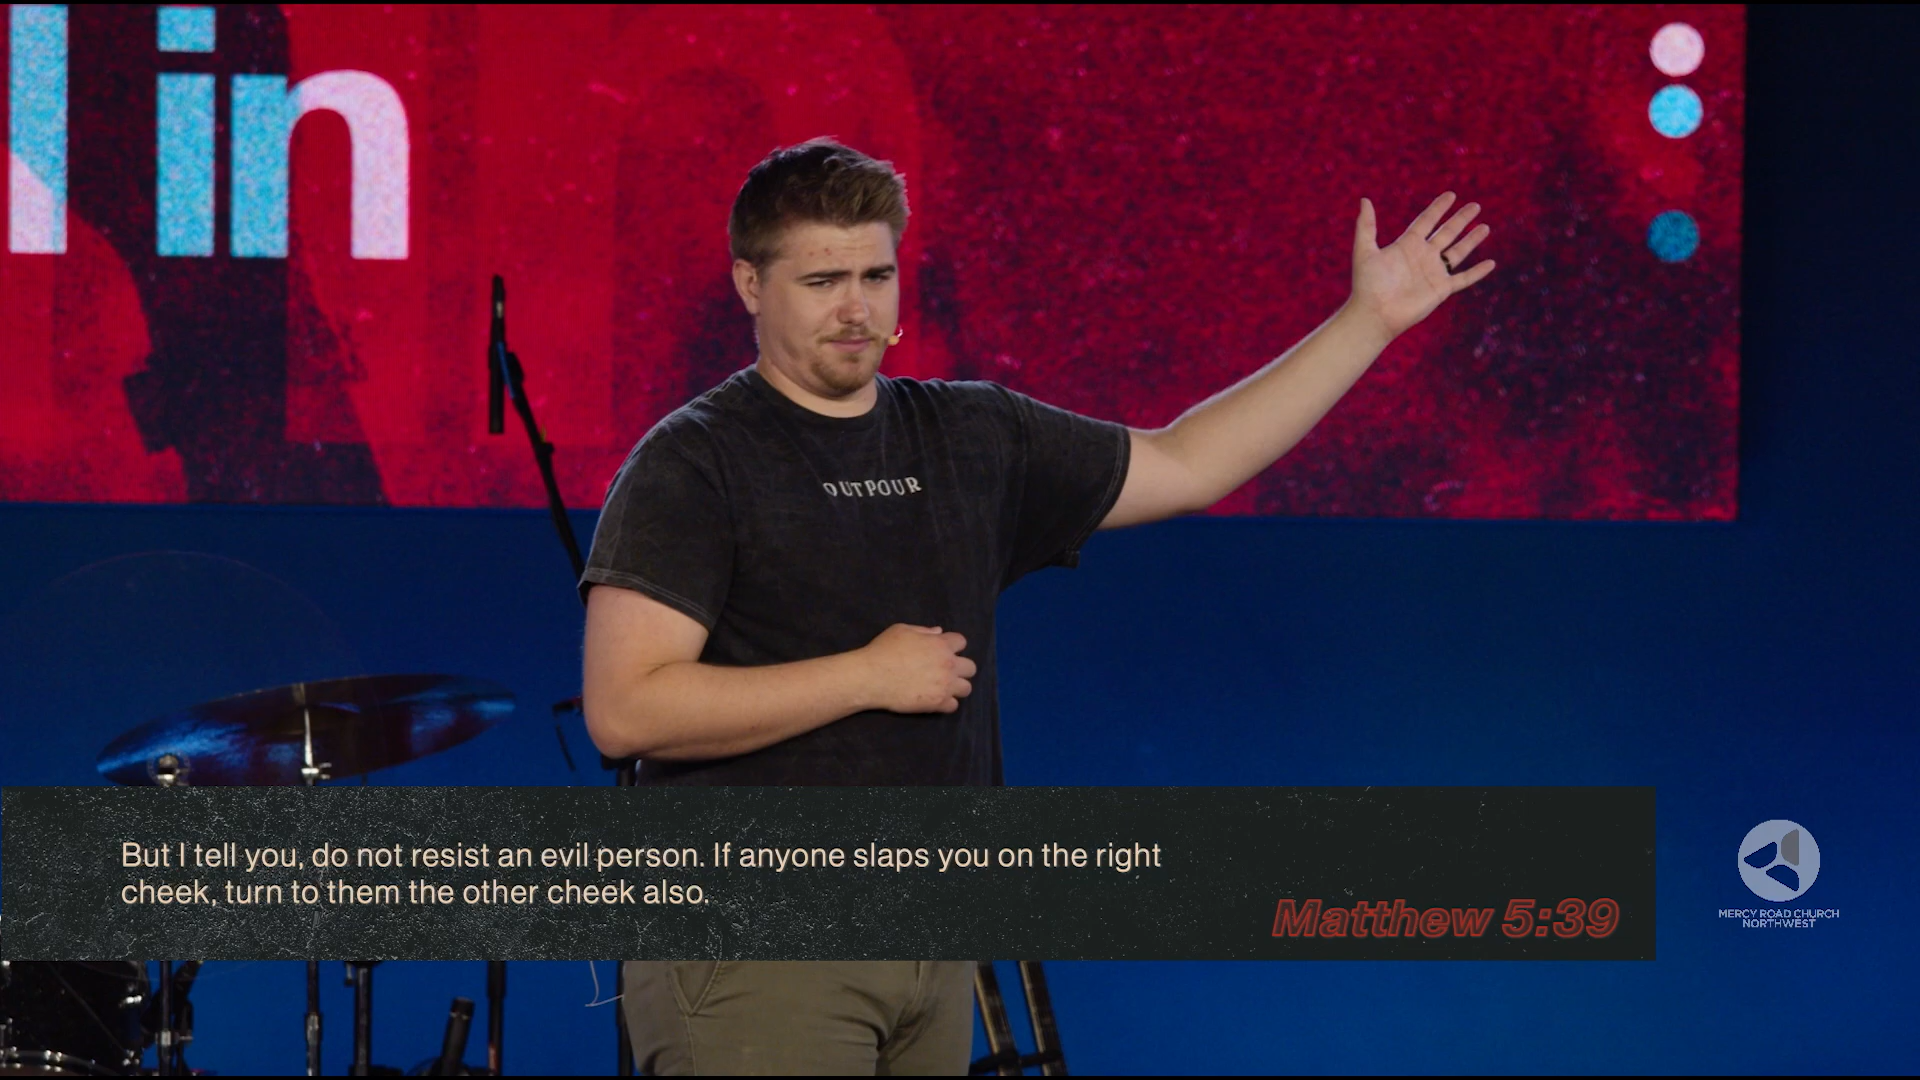 in
OUTPOUR
But I tell you, do not resist an evil person. If anyone slaps you on the right
cheek, turn to them the other cheek also.
Matthew 5:39
MERCY ROAD CHURCH
NORTHWEST